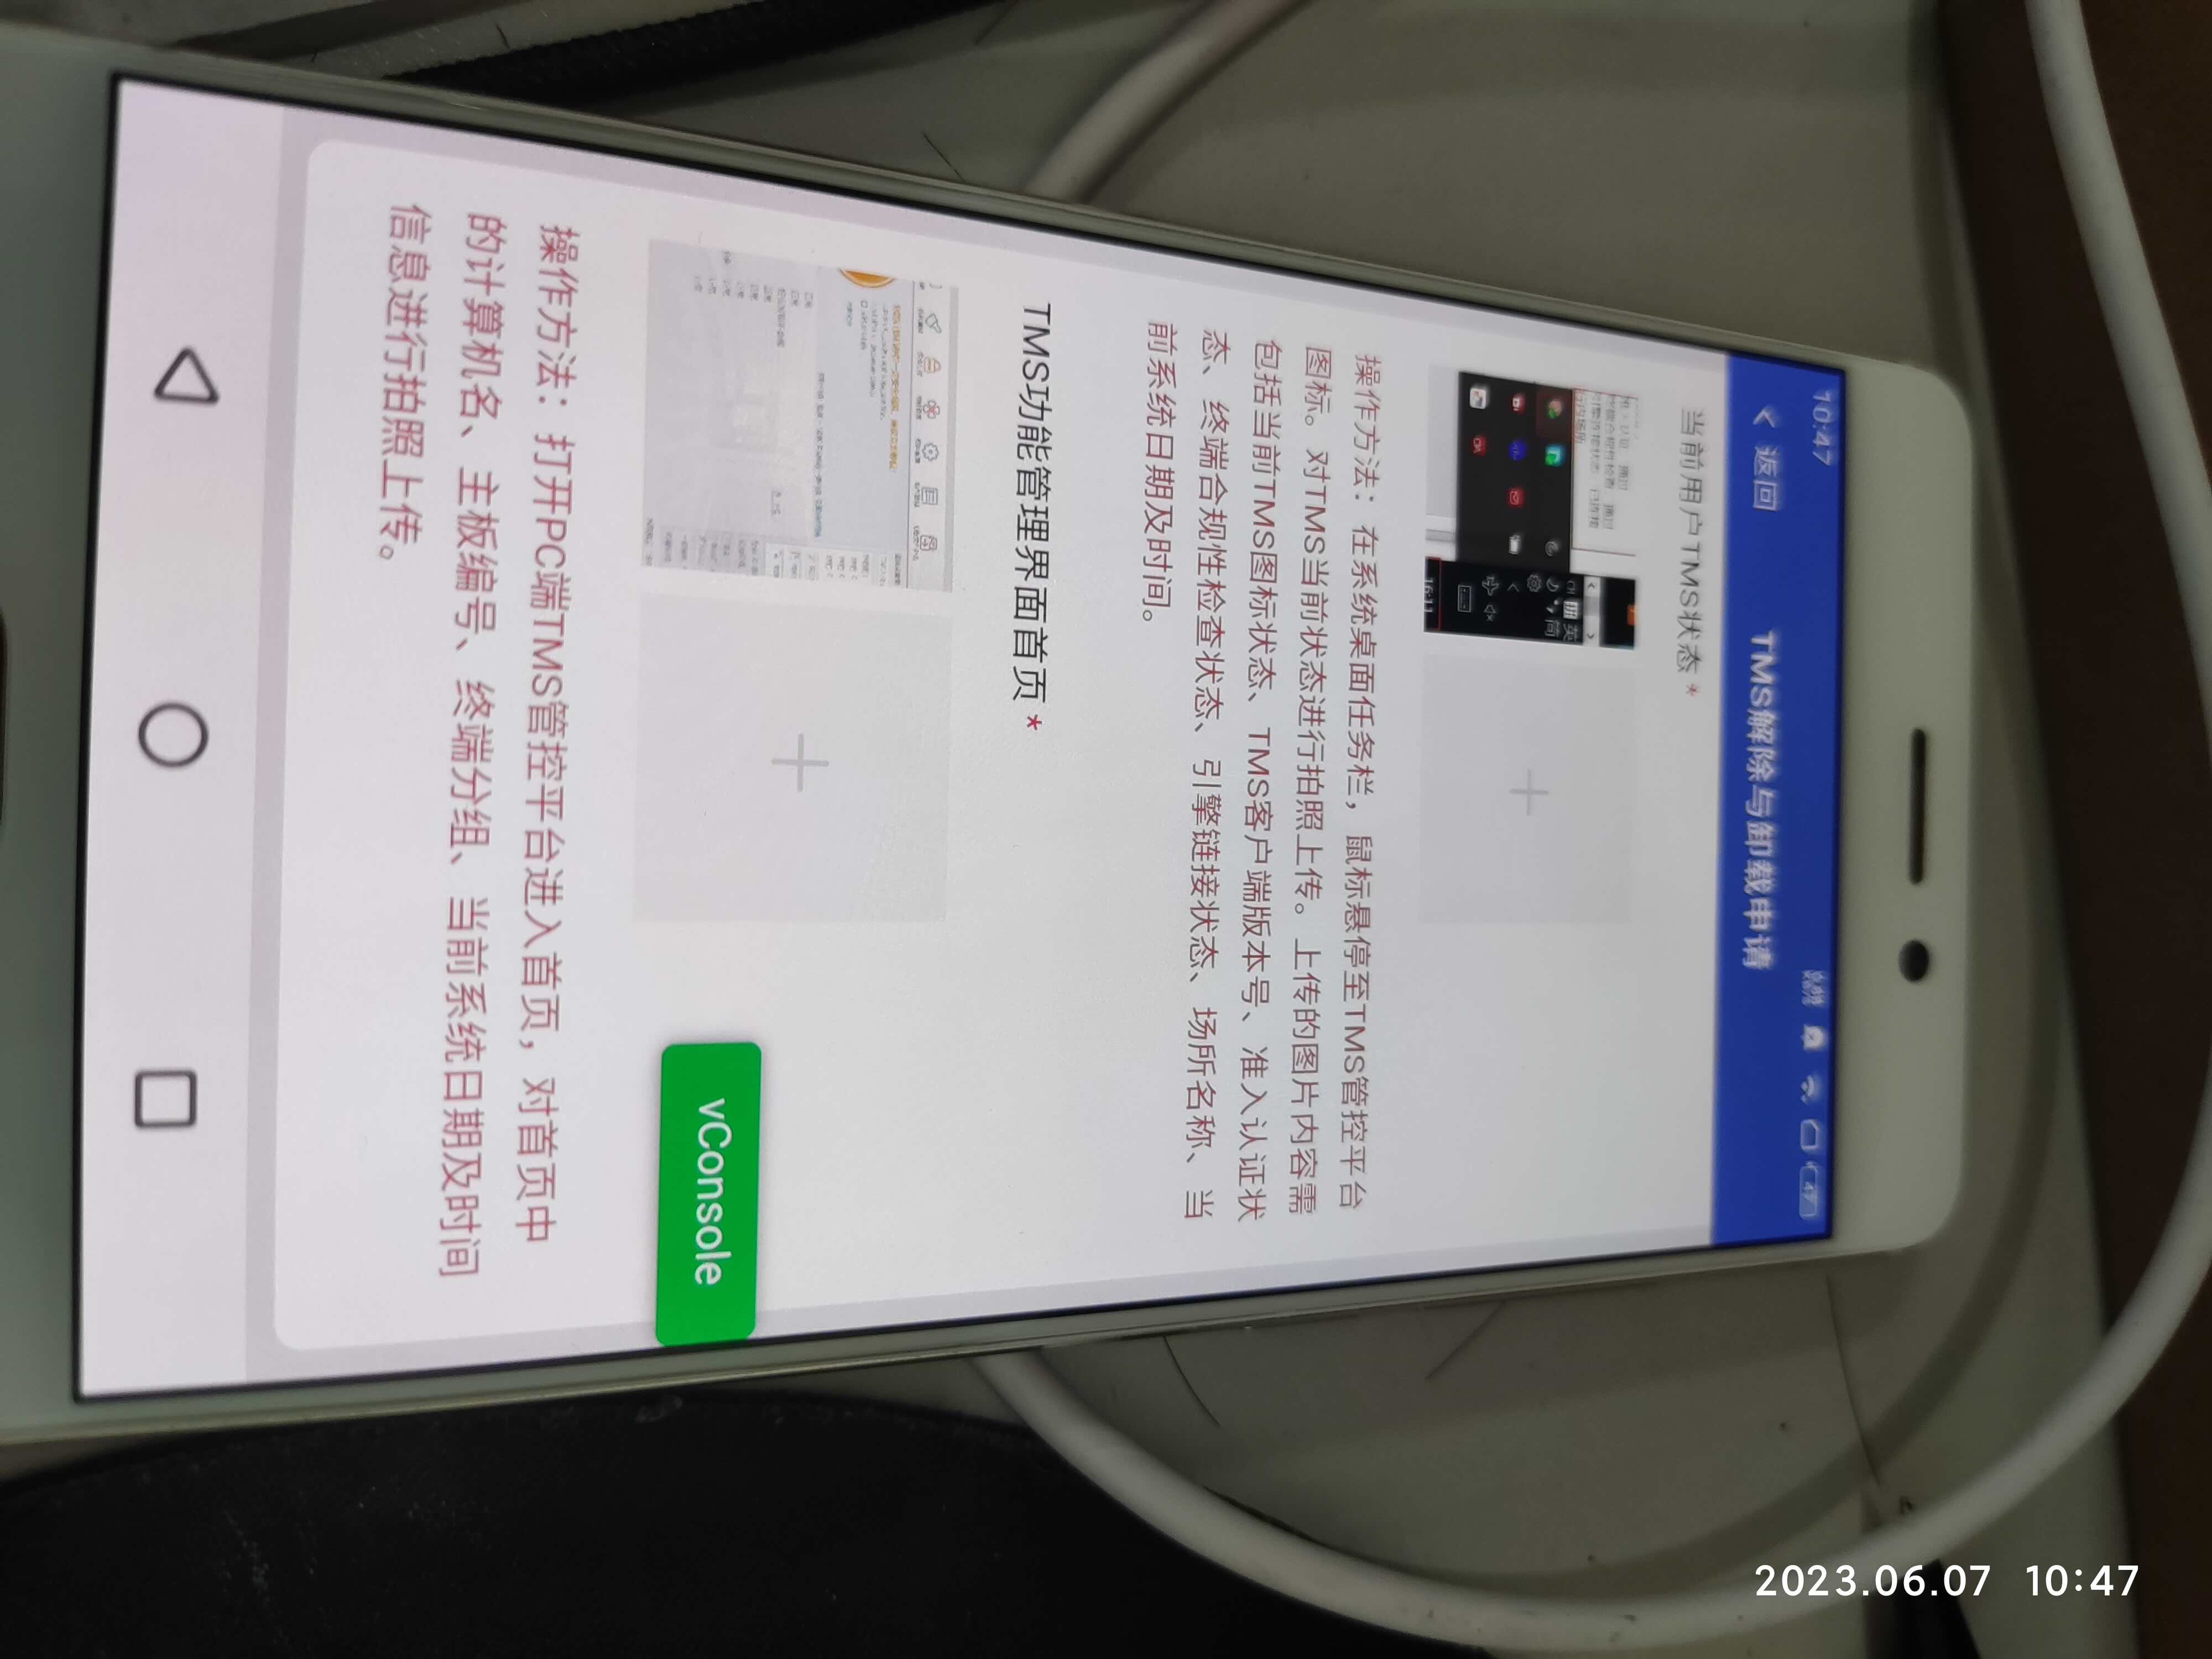 10:47
47
返回
TMS解除与卸载申请
当前用户TMS状态 *
英
简
16:11
操作方法：在系统桌面任务栏，鼠标悬停至TMS管控平台
图标。对TMS当前状态进行拍照上传。上传的图片内容需
包括当前TMS图标状态、TMS客户端版本号、准入认证状
态、终端合规性检查状态、引擎链接状态、场所名称、当
前系统日期及时间。
TMS功能管理界面首页 *
vConsole
操作方法：打开PC端TMS管控平台进入首页，对首页中
的计算机名、主板编号、终端分组、当前系统日期及时间
信息进行拍照上传。
2023.06.07 10:47